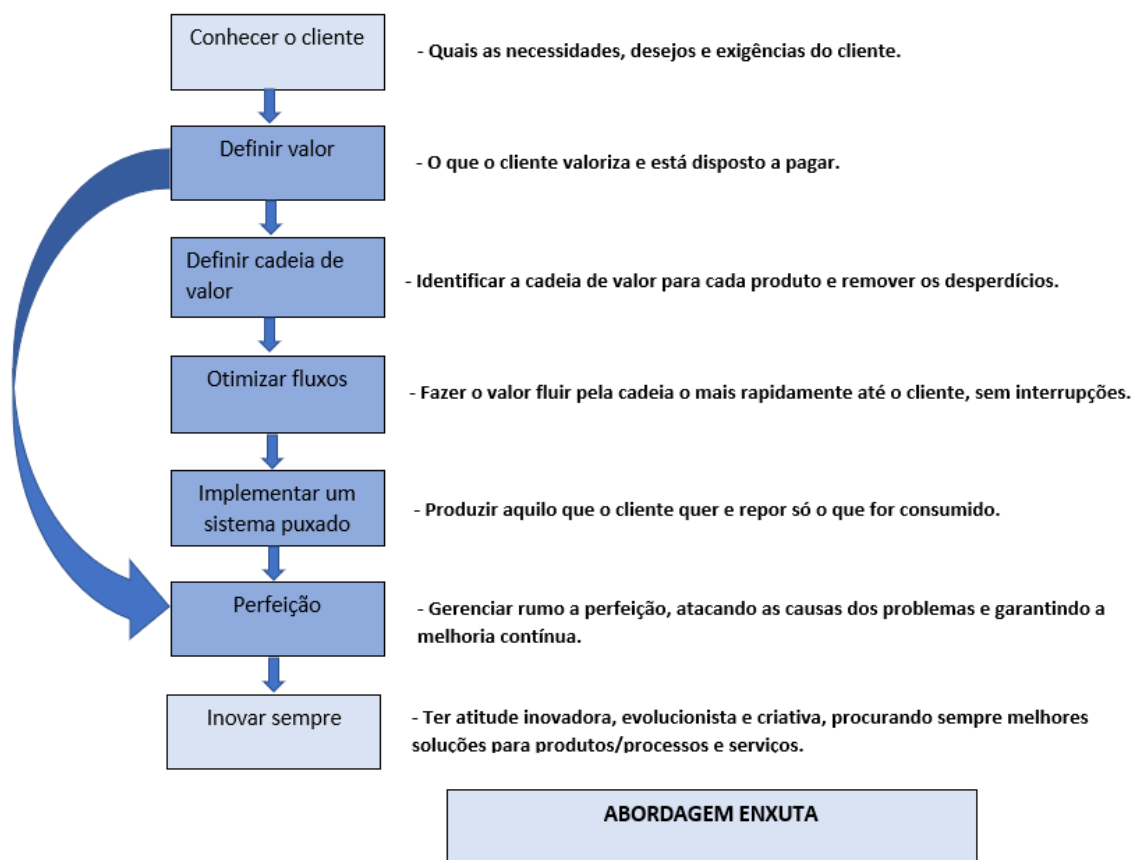 Conhecer o cliente
- Quais as necessidades, desejos e exigências do cliente.
Definir valor
- O que o cliente valoriza e está disposto a pagar.
Definir cadeia de
valor
- Identificar a cadeia de valor para cada produto e remover os desperdícios.
Otimizar fluxos
- Fazer o valor fluir pela cadeia o mais rapidamente até o cliente, sem interrupções.
Implementar um
sistema puxado
- Produzir aquilo que o cliente quer e repor só o que for consumido.
Perfeição
- Gerenciar rumo a perfeição, atacando as causas dos problemas e garantindo a
melhoria contínua.
Inovar sempre
- Ter atitude inovadora, evolucionista e criativa, procurando sempre melhores
soluções para produtos/processos e serviços.
ABORDAGEM ENXUTA